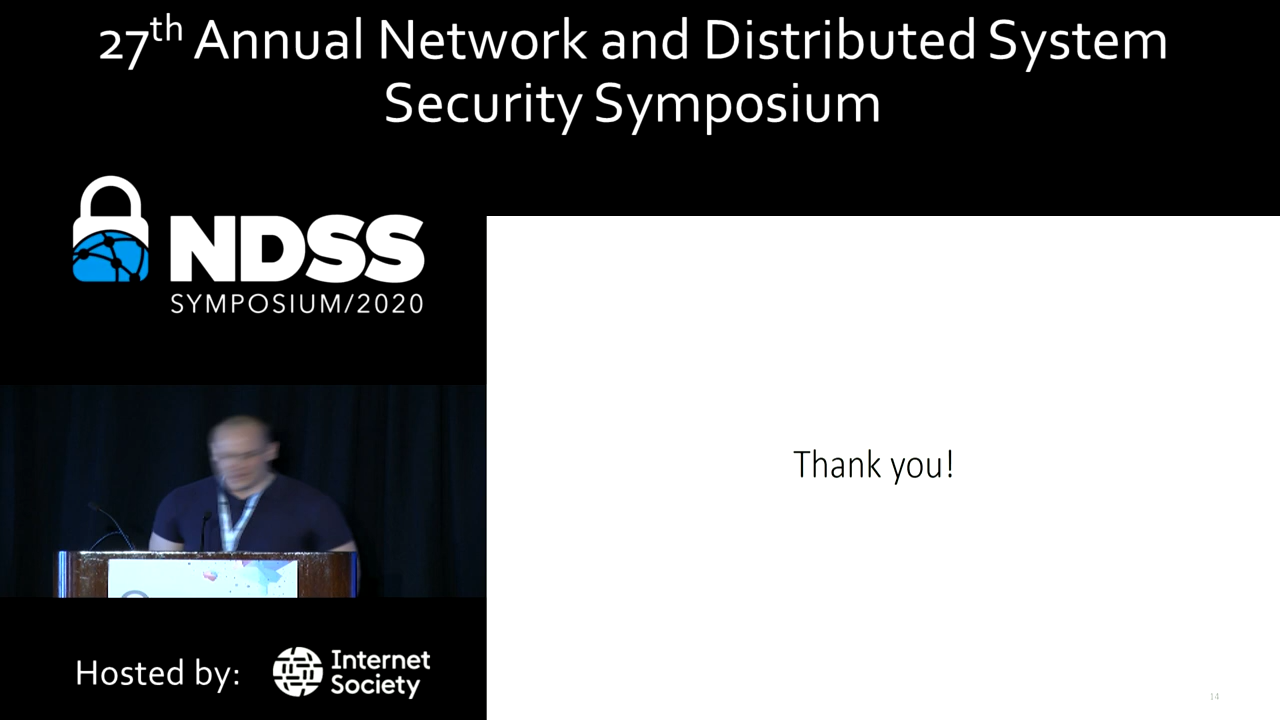 27th Annual Network and Distributed System
Security Symposium
NDSS
SYMPOSIUM/2020
Thank you!
Hosted by:
Internet
Society
14